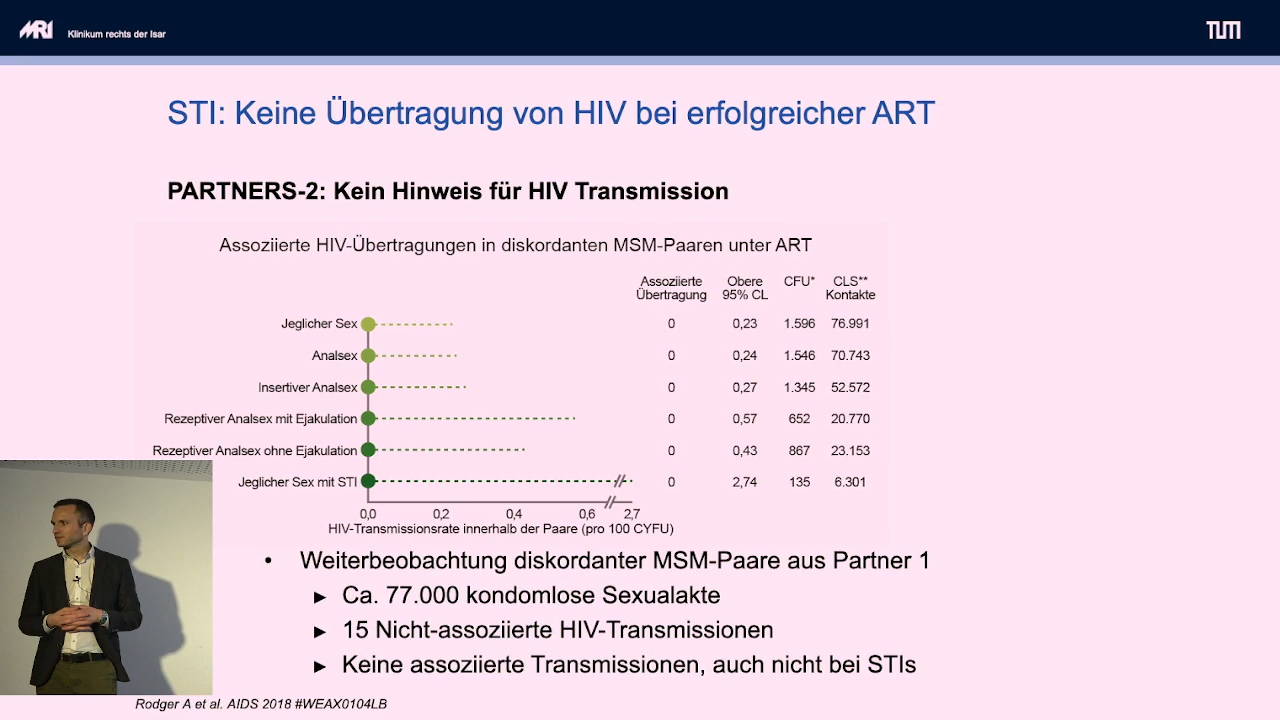 MRI Klinikum rechts der Isar TUM
STI: Keine Übertragung von HIV bei erfolgreicher ART
PARTNERS-2: Kein Hinweis für HIV Transmission
Assoziierte HIV-Übertragungen in diskordanten MSM-Paaren unter ART
Assoziierte Obere CFU* CLS**
Übertragung 95% CL Kontakte
Jeglicher Sex 0 0,23 1.596 76.991
Analsex 0 0,24 1.546 70.743
Insertiver Analsex 0 0,27 1.345 52.572
Rezeptiver Analsex mit Ejakulation 0 0,57 652 20.770
Rezeptiver Analsex ohne Ejakulation 0 0,43 867 23.153
Jeglicher Sex mit STI 0 2,74 135 6.301
0,0 0,2 0,4 0,6 2,7
HIV-Transmissionsrate innerhalb der Paare (pro 100 CYFU)
• Weiterbeobachtung diskordanter MSM-Paare aus Partner 1
► Ca. 77.000 kondomlose Sexualakte
► 15 Nicht-assoziierte HIV-Transmissionen
► Keine assoziierte Transmissionen, auch nicht bei STIs
Rodger A et al. AIDS 2018 #WEAX0104LB